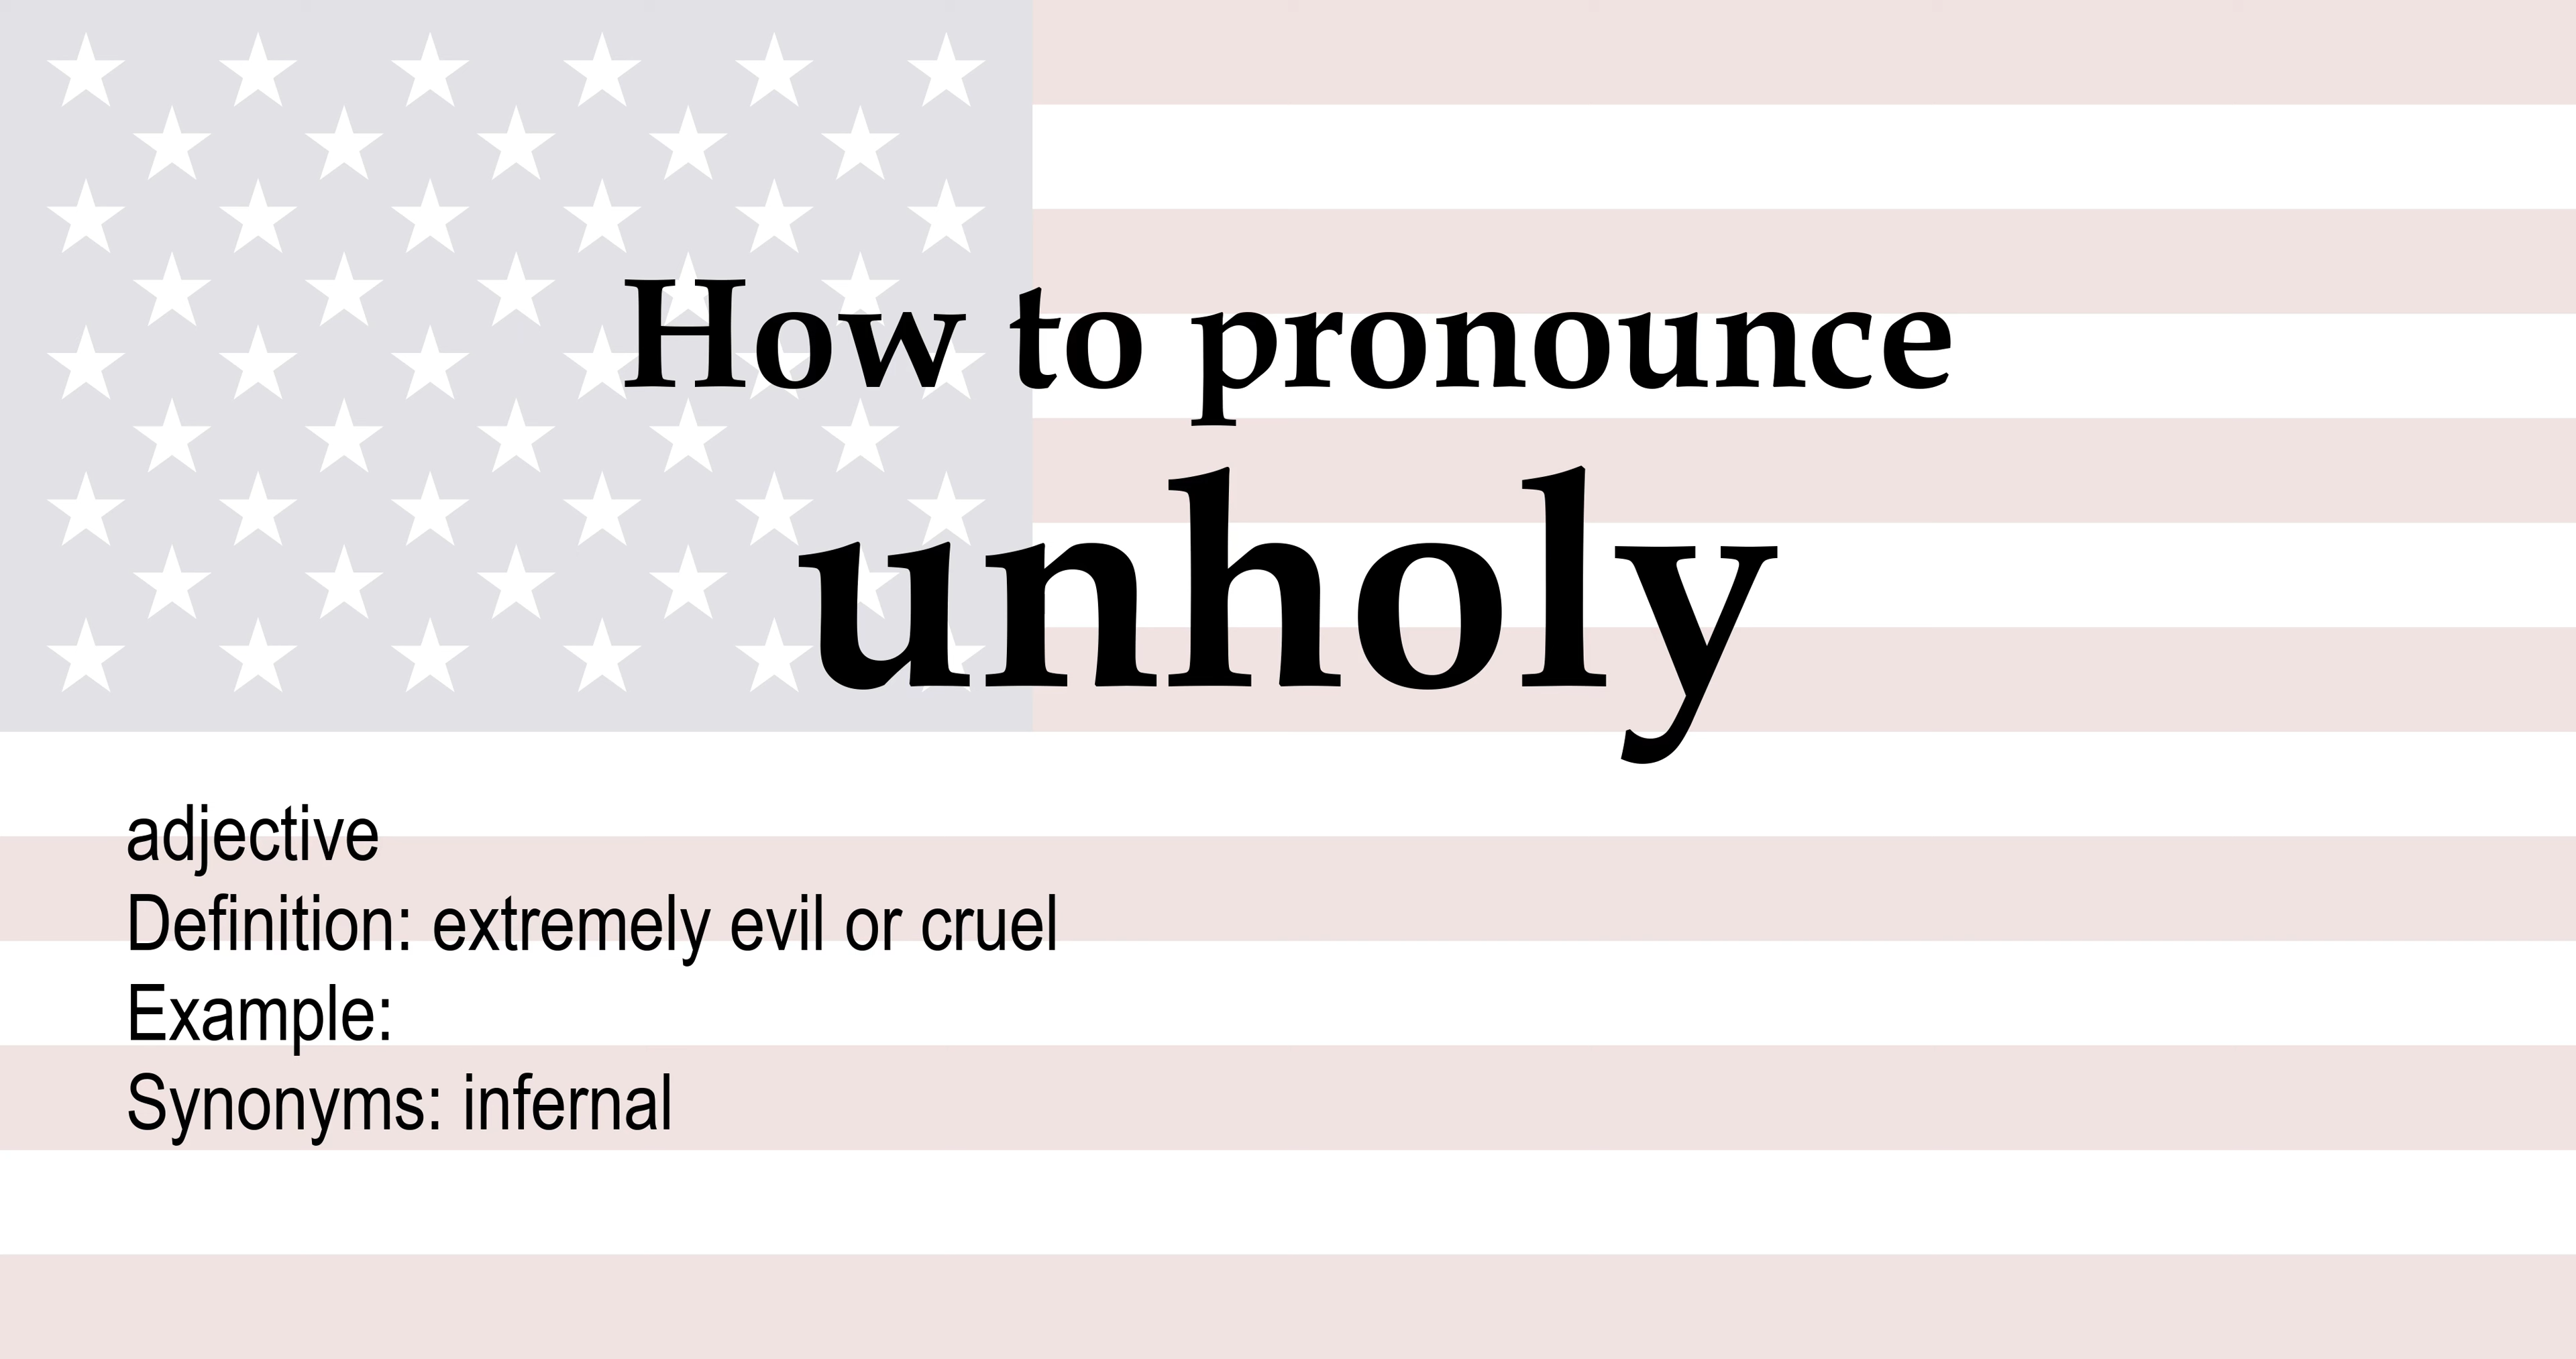 How to pronounce
unholy
adjective
Definition: extremely evil or cruel
Example:
Synonyms: infernal